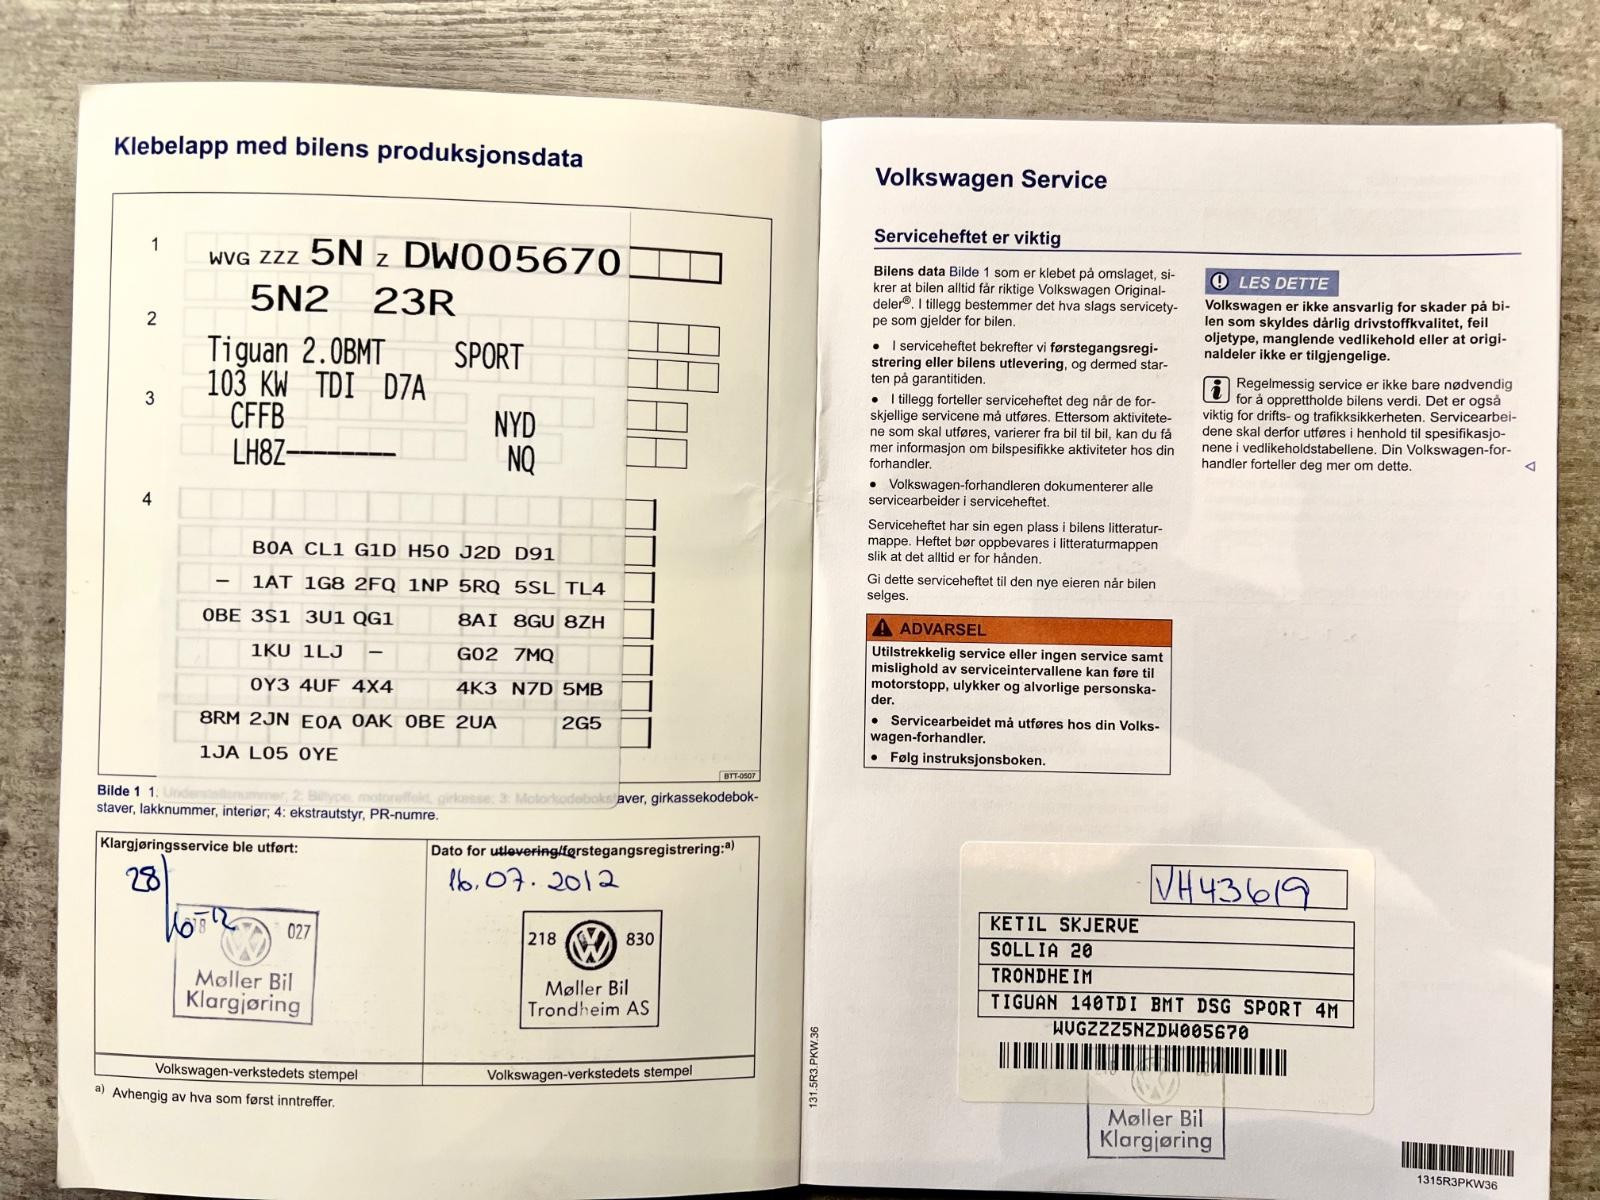 Klebelapp med bilens produksjonsdata
1
WVG ZZZ 5N Z DW005670
5N2 23R
2
Tiguan 2.0BMT SPORT
103 KW TDI D7A
3
CFFB NYD
LH8Z-------- NQ
4
B0A CL1 G1D H50 J2D D91
– 1AT 1G8 2FQ 1NP 5RQ 5SL TL4
0BE 3S1 3U1 QG1 8AI 8GU 8ZH
1KU 1LJ – G02 7MQ
0Y3 4UF 4X4 4K3 N7D 5MB
8RM 2JN E0A 0AK 0BE 2UA 2G5
1JA L05 0YE
BTT-0507
Bilde 1 1. Understellsnummer; 2: Biltype, motoreffekt, girkasse; 3: Motorkodebokstaver, girkassekodebok-
staver, lakknummer, interiør; 4: ekstrautstyr, PR-numre.
Klargjøringsservice ble utført:
28/
10-12
218 027
Møller Bil
Klargjøring
Volkswagen-verkstedets stempel
Dato for utlevering/førstegangsregistrering:a)
16.07.2012
218 830
Møller Bil
Trondheim AS
Volkswagen-verkstedets stempel
a) Avhengig av hva som først inntreffer.
Volkswagen Service
Serviceheftet er viktig
Bilens data Bilde 1 som er klebet på omslaget, si-
krer at bilen alltid får riktige Volkswagen Original-
deler®. I tillegg bestemmer det hva slags servicety-
pe som gjelder for bilen.
• I serviceheftet bekrefter vi førstegangsregi-
strering eller bilens utlevering, og dermed star-
ten på garantitiden.
• I tillegg forteller serviceheftet deg når de for-
skjellige servicene må utføres. Ettersom aktivitete-
ne som skal utføres, varierer fra bil til bil, kan du få
mer informasjon om bilspesifikke aktiviteter hos din
forhandler.
• Volkswagen-forhandleren dokumenterer alle
servicearbeider i serviceheftet.
Serviceheftet har sin egen plass i bilens litteratur-
mappe. Heftet bør oppbevares i litteraturmappen
slik at det alltid er for hånden.
Gi dette serviceheftet til den nye eieren når bilen
selges.
ADVARSEL
Utilstrekkelig service eller ingen service samt
mislighold av serviceintervallene kan føre til
motorstopp, ulykker og alvorlige personska-
der.
• Servicearbeidet må utføres hos din Volks-
wagen-forhandler.
• Følg instruksjonsboken.
LES DETTE
Volkswagen er ikke ansvarlig for skader på bi-
len som skyldes dårlig drivstoffkvalitet, feil
oljetype, manglende vedlikehold eller at origi-
naldeler ikke er tilgjengelige.
Regelmessig service er ikke bare nødvendig
for å opprettholde bilens verdi. Det er også
viktig for drifts- og trafikksikkerheten. Servicearbei-
dene skal derfor utføres i henhold til spesifikasjo-
nene i vedlikeholdstabellene. Din Volkswagen-for-
handler forteller deg mer om dette.
VH43619
KETIL SKJERVE
SOLLIA 20
TRONDHEIM
TIGUAN 140TDI BMT DSG SPORT 4M
WVGZZZ5NZDW005670
218 027
Møller Bil
Klargjøring
131.5R3.PKW.36
1315R3PKW36